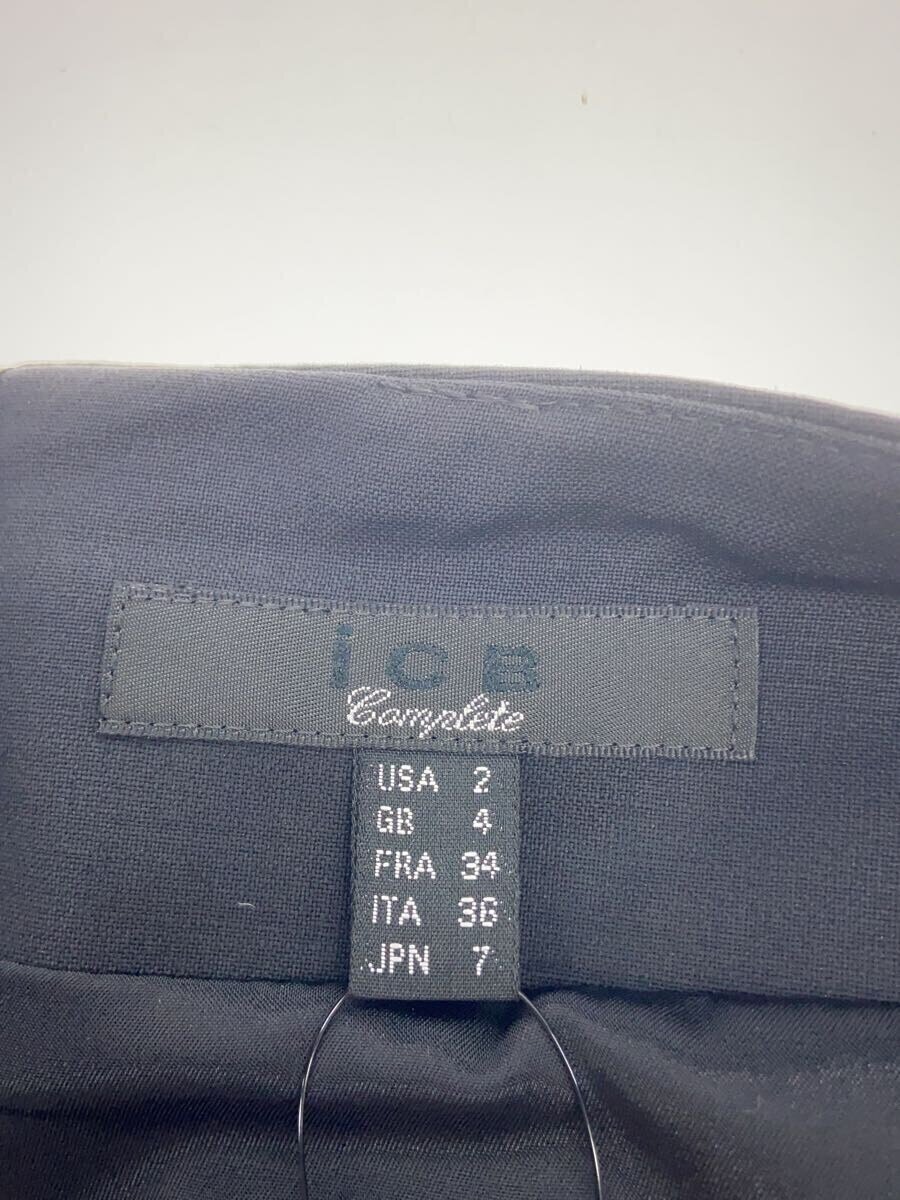 iCB
Complete
USA 2
GB 4
FRA 34
ITA 36
JPN 7